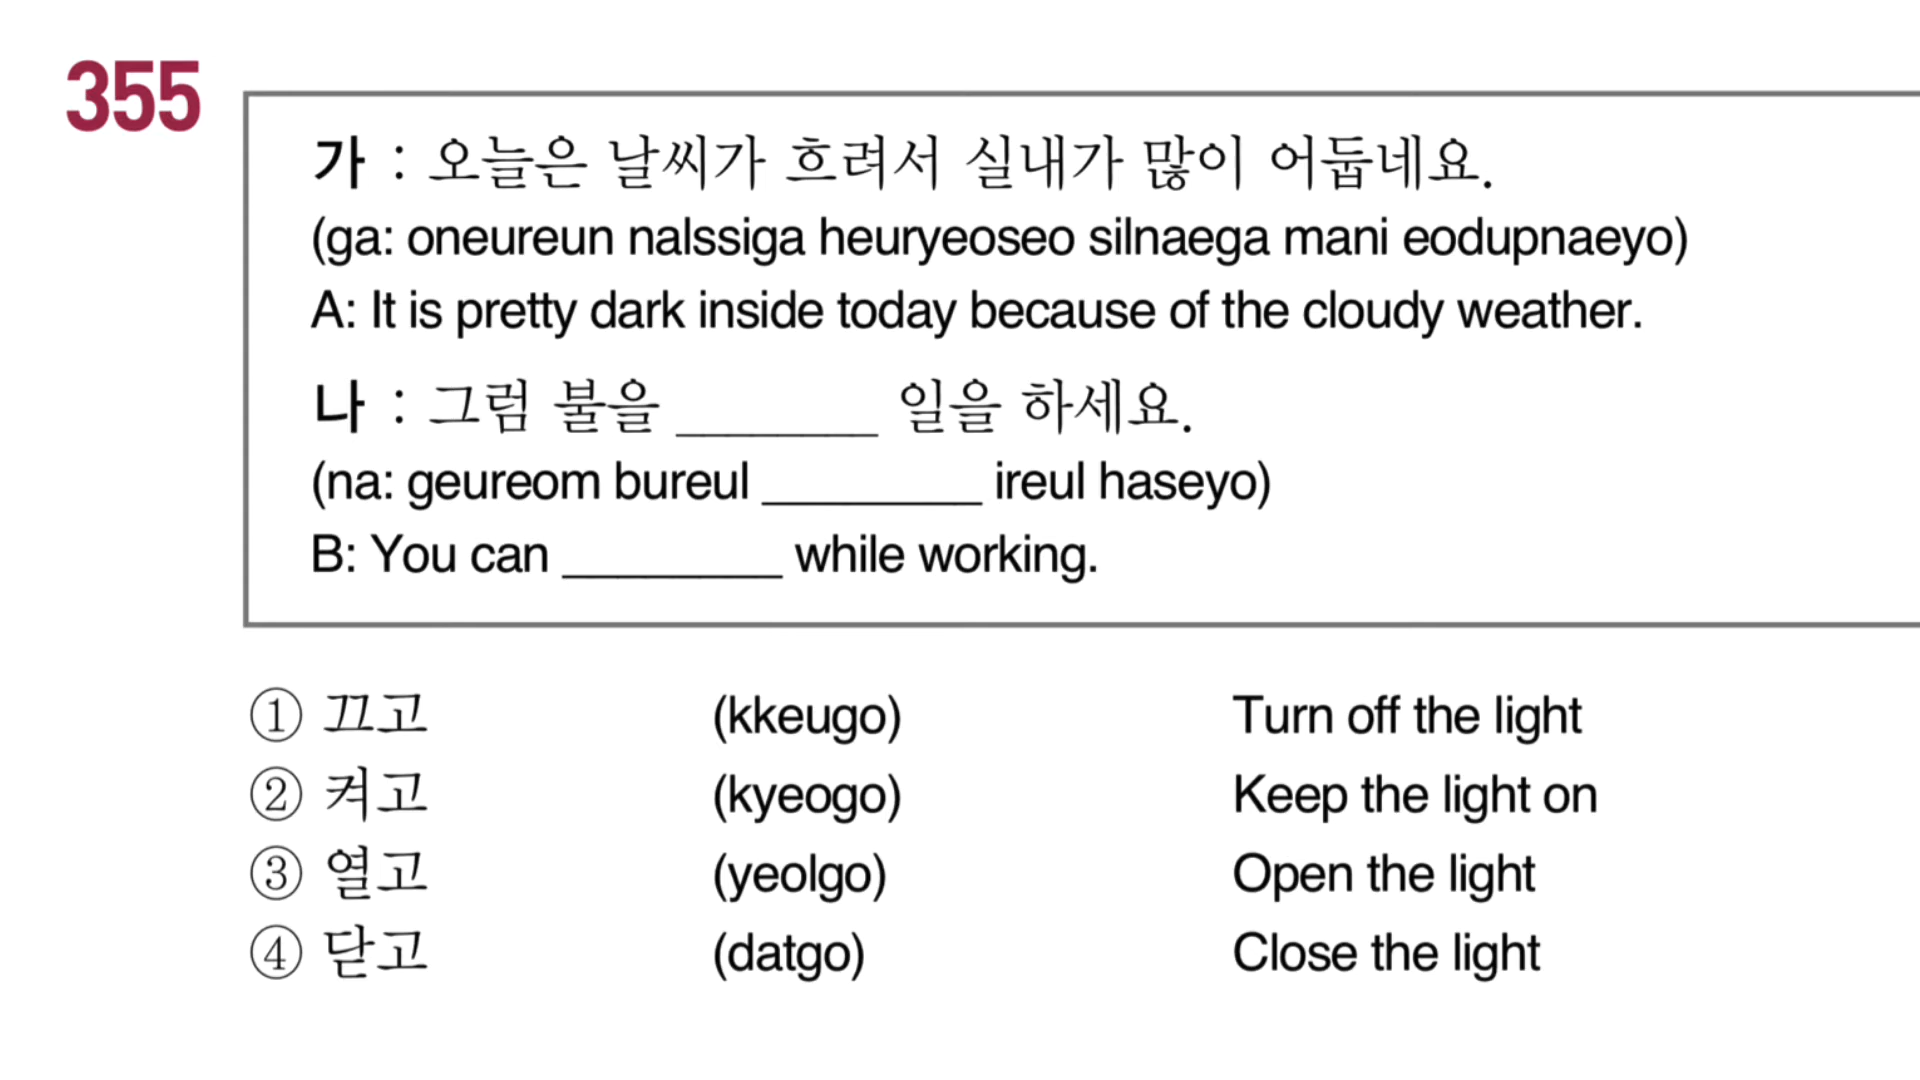 355
가 : 오늘은 날씨가 흐려서 실내가 많이 어둡네요.
(ga: oneureun nalssiga heuryeoseo silnaega mani eodupnaeyo)
A: It is pretty dark inside today because of the cloudy weather.
나 : 그럼 불을 ________ 일을 하세요.
(na: geureom bureul ________ ireul haseyo)
B: You can ________ while working.
① 끄고 (kkeugo) Turn off the light
② 켜고 (kyeogo) Keep the light on
③ 열고 (yeolgo) Open the light
④ 닫고 (datgo) Close the light